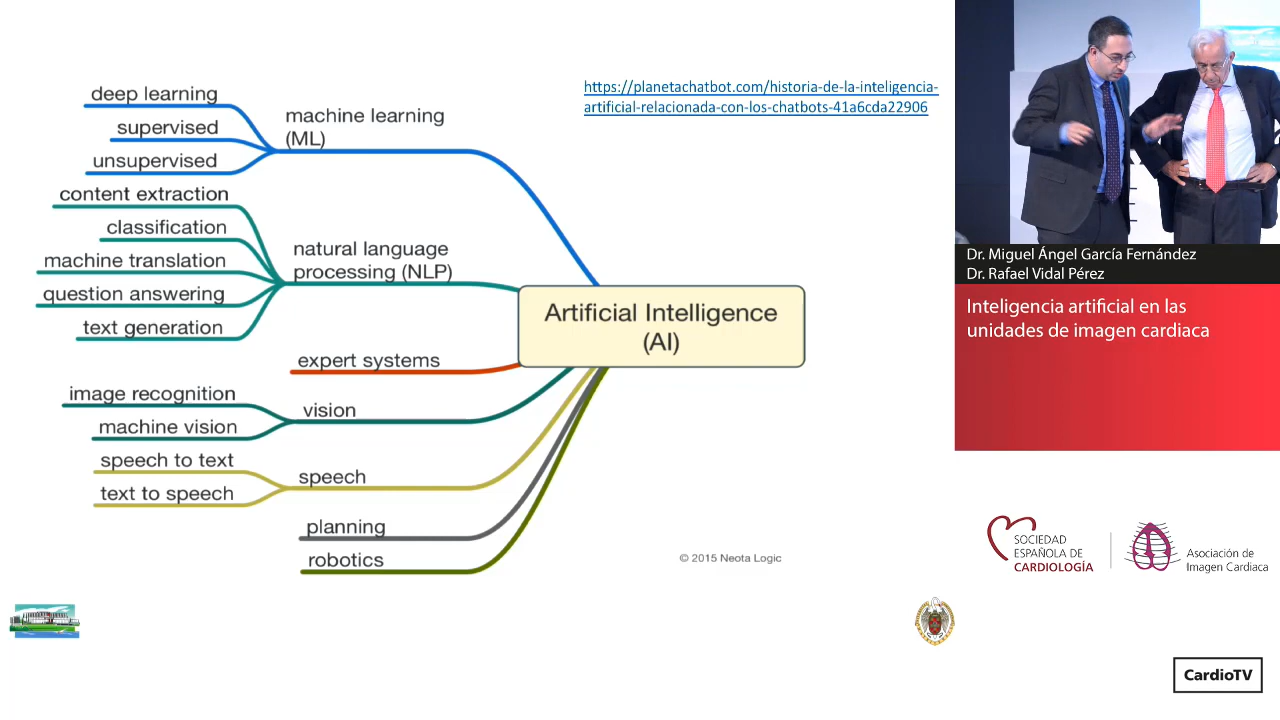 https://planetachatbot.com/historia-de-la-inteligencia-
artificial-relacionada-con-los-chatbots-41a6cda22906
deep learning
supervised
unsupervised
machine learning
(ML)
content extraction
classification
machine translation
question answering
text generation
natural language
processing (NLP)
Artificial Intelligence
(AI)
expert systems
image recognition
machine vision
vision
speech to text
text to speech
speech
planning
robotics
© 2015 Neota Logic
Dr. Miguel Ángel García Fernández
Dr. Rafael Vidal Pérez
Inteligencia artificial en las
unidades de imagen cardiaca
SOCIEDAD
ESPAÑOLA DE
CARDIOLOGÍA
Asociación de
Imagen Cardiaca
CardioTV